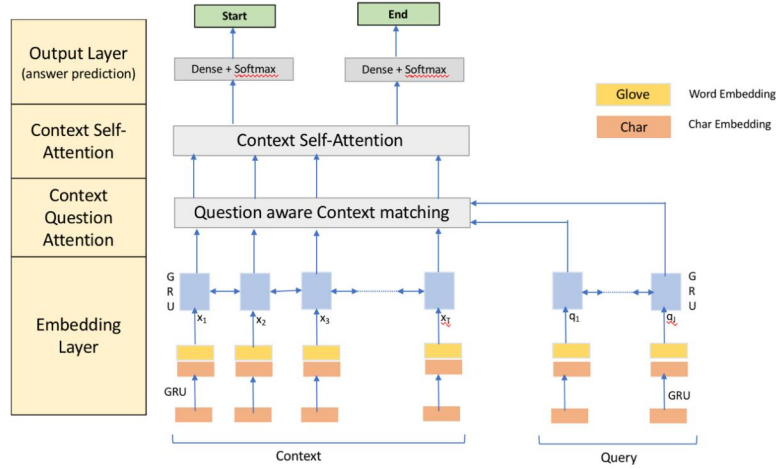 Start
End
Output Layer
(answer prediction)
Dense + Softmax
Dense + Softmax
Glove
Word Embedding
Char
Char Embedding
Context Self-
Attention
Context Self-Attention
Context
Question
Attention
Question aware Context matching
G
R
U
G
R
U
x1
x2
x3
xT
q1
qJ
Embedding
Layer
GRU
GRU
Context
Query